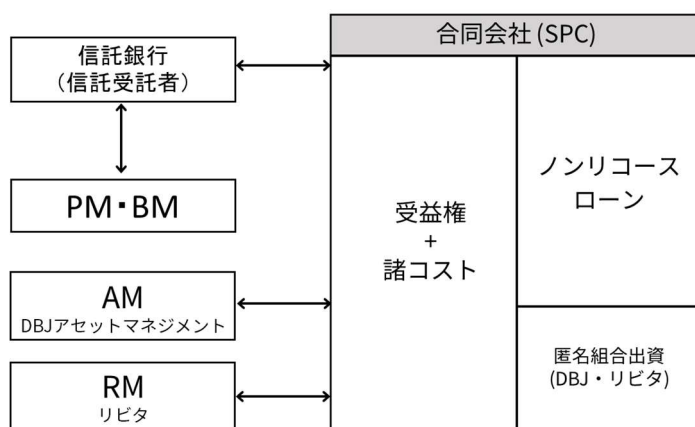 信託銀行
（信託受託者）
PM・BM
AM
DBJアセットマネジメント
RM
リビタ
合同会社 (SPC)
受益権
+
諸コスト
ノンリコース
ローン
匿名組合出資
(DBJ・リビタ)